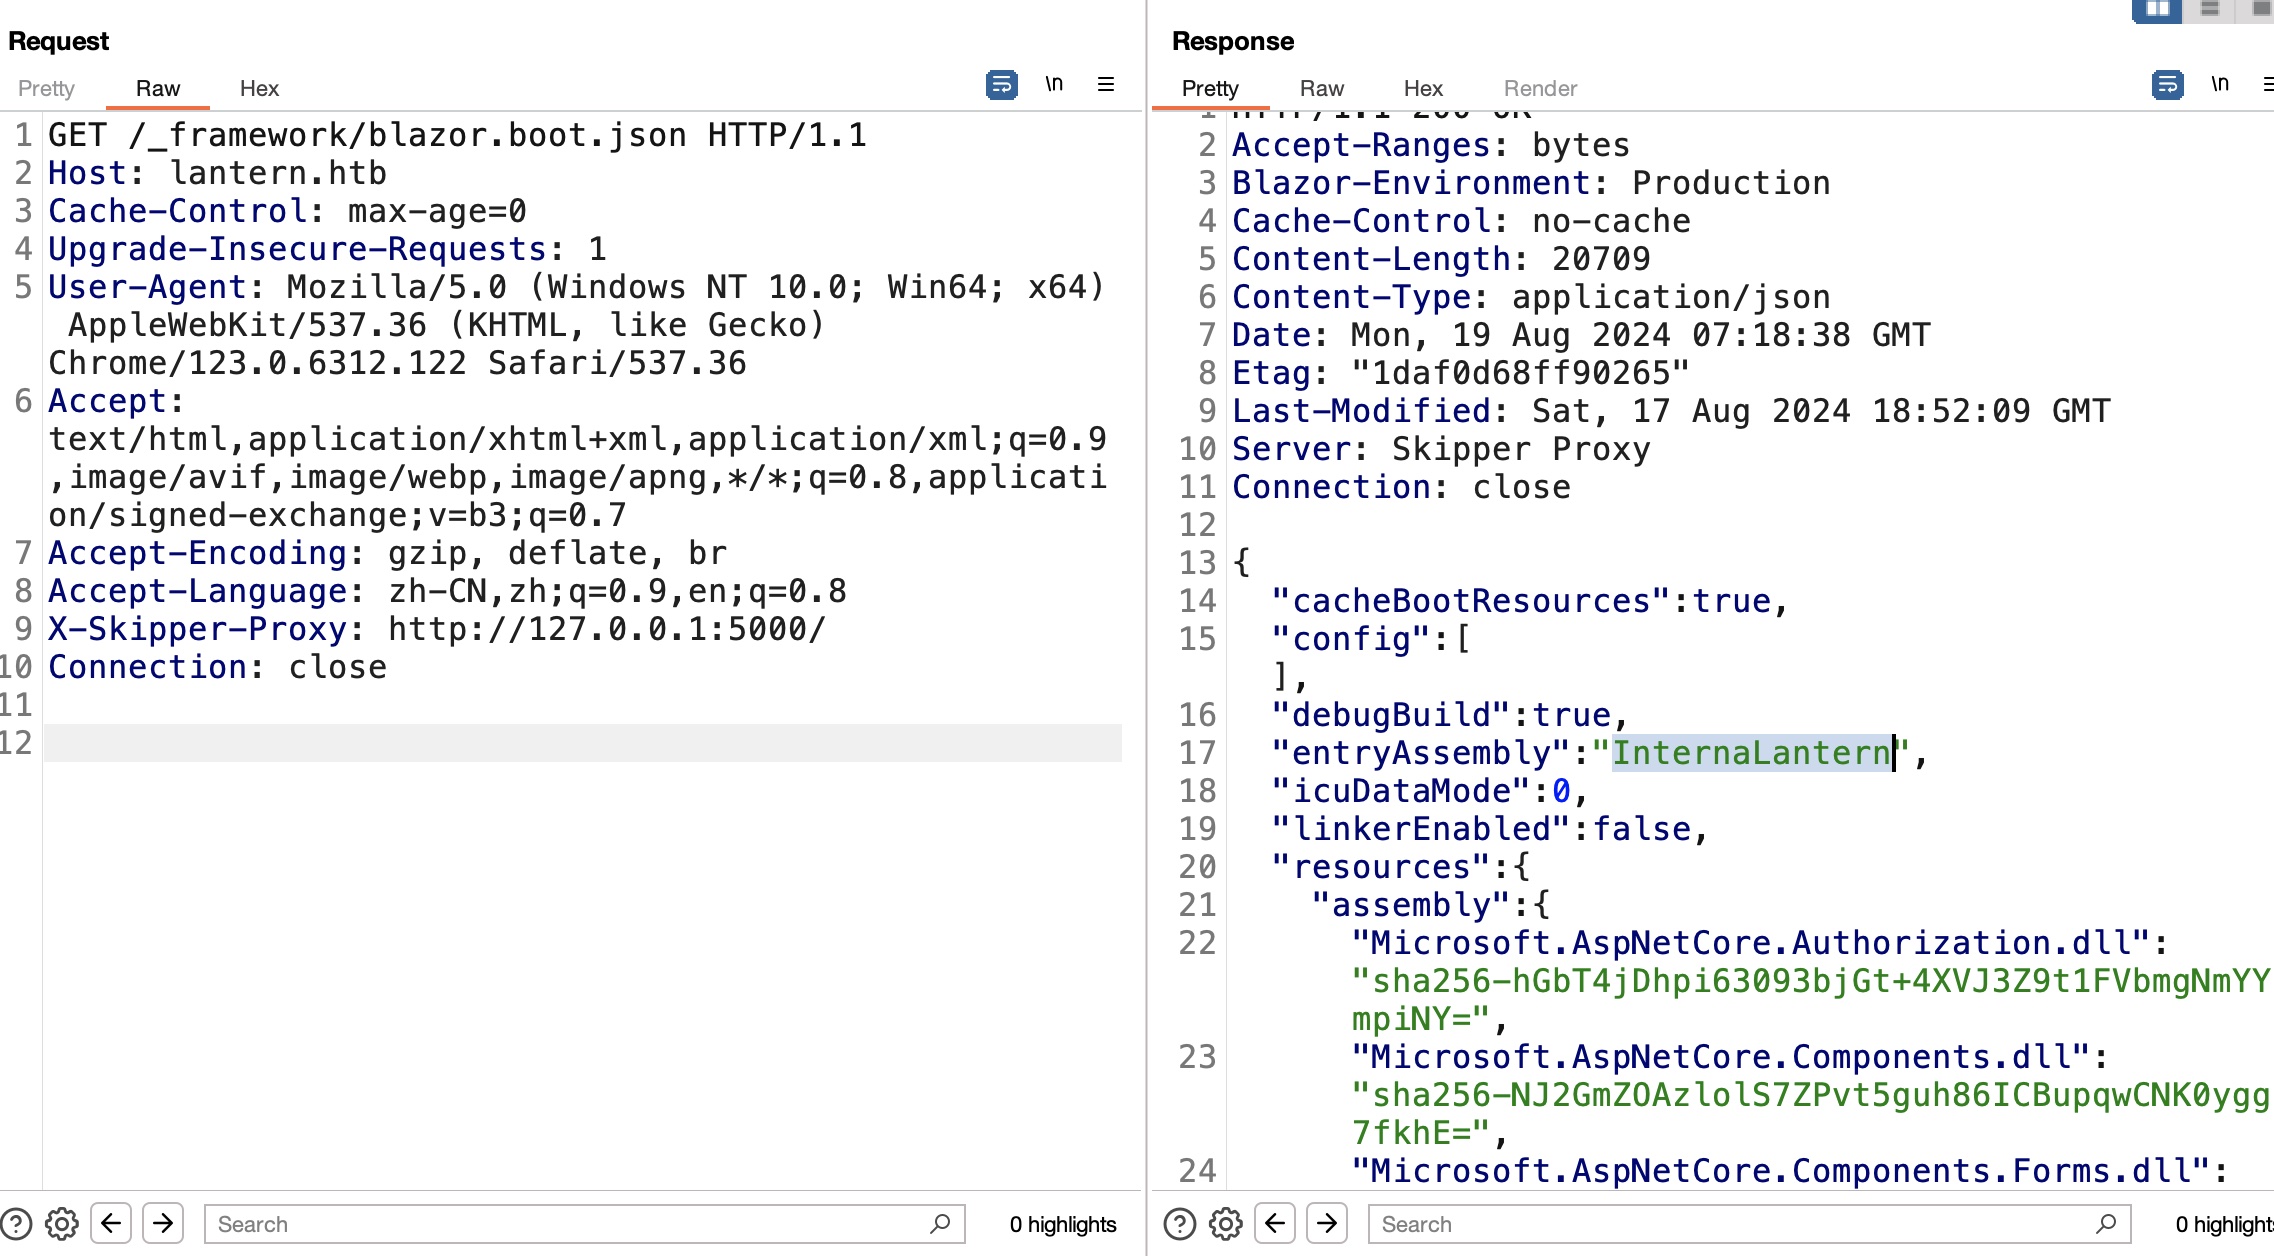 Request
Pretty Raw Hex \n
1 GET /_framework/blazor.boot.json HTTP/1.1
2 Host: lantern.htb
3 Cache-Control: max-age=0
4 Upgrade-Insecure-Requests: 1
5 User-Agent: Mozilla/5.0 (Windows NT 10.0; Win64; x64)
AppleWebKit/537.36 (KHTML, like Gecko)
Chrome/123.0.6312.122 Safari/537.36
6 Accept:
text/html,application/xhtml+xml,application/xml;q=0.9
,image/avif,image/webp,image/apng,*/*;q=0.8,applicati
on/signed-exchange;v=b3;q=0.7
7 Accept-Encoding: gzip, deflate, br
8 Accept-Language: zh-CN,zh;q=0.9,en;q=0.8
9 X-Skipper-Proxy: http://127.0.0.1:5000/
10 Connection: close
11
12
Search
0 highlights
Response
Pretty Raw Hex Render \n
1 HTTP/1.1 200 OK
2 Accept-Ranges: bytes
3 Blazor-Environment: Production
4 Cache-Control: no-cache
5 Content-Length: 20709
6 Content-Type: application/json
7 Date: Mon, 19 Aug 2024 07:18:38 GMT
8 Etag: "1daf0d68ff90265"
9 Last-Modified: Sat, 17 Aug 2024 18:52:09 GMT
10 Server: Skipper Proxy
11 Connection: close
12
13 {
14 "cacheBootResources":true,
15 "config":[
],
16 "debugBuild":true,
17 "entryAssembly":"InternaLantern",
18 "icuDataMode":0,
19 "linkerEnabled":false,
20 "resources":{
21 "assembly":{
22 "Microsoft.AspNetCore.Authorization.dll":
"sha256-hGbT4jDhpi63093bjGt+4XVJ3Z9t1FVbmgNmYY
mpiNY=",
23 "Microsoft.AspNetCore.Components.dll":
"sha256-NJ2GmZOAzlolS7ZPvt5guh86ICBupqwCNK0ygg
7fkhE=",
24 "Microsoft.AspNetCore.Components.Forms.dll":
Search
0 highlights